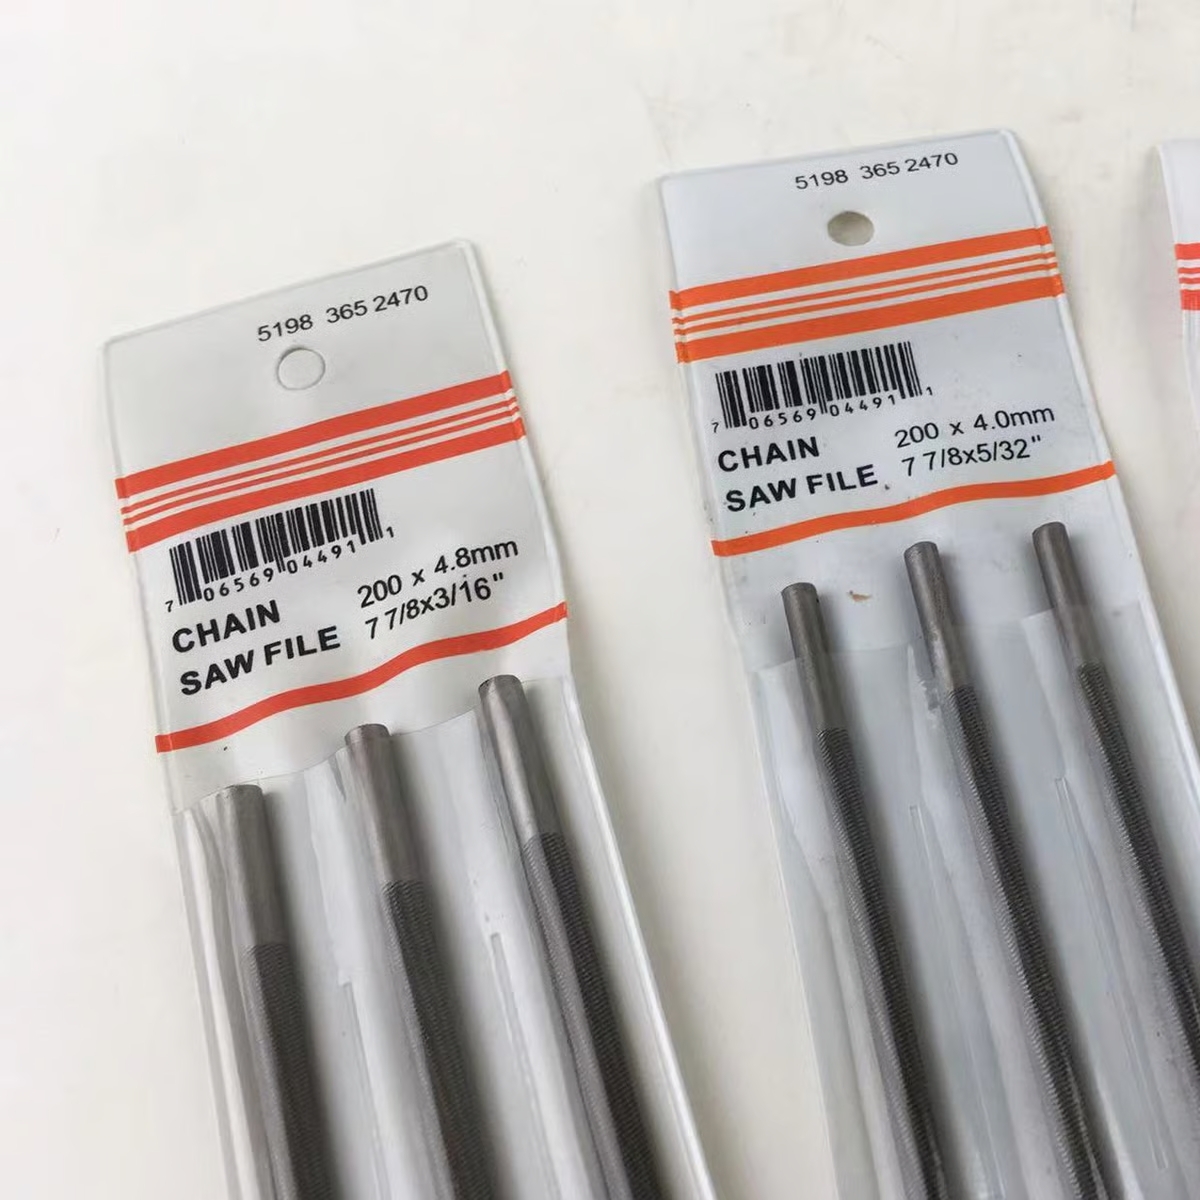 5198 365 2470
7 06569 04491 1
CHAIN
SAW FILE
200 x 4.8mm
7 7/8x3/16"
5198 365 2470
7 06569 04491 1
CHAIN
SAW FILE
200 x 4.0mm
7 7/8x5/32"